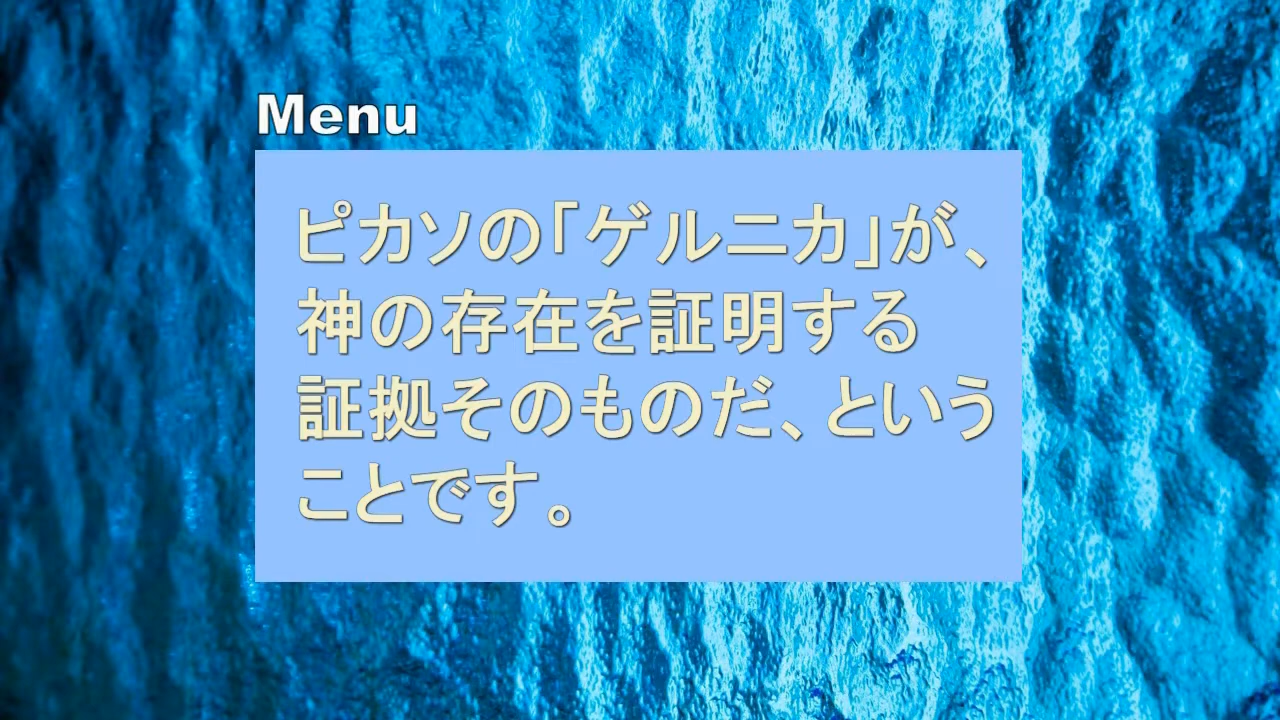 Menu
ピカソの「ゲルニカ」が、
神の存在を証明する
証拠そのものだ、という
ことです。